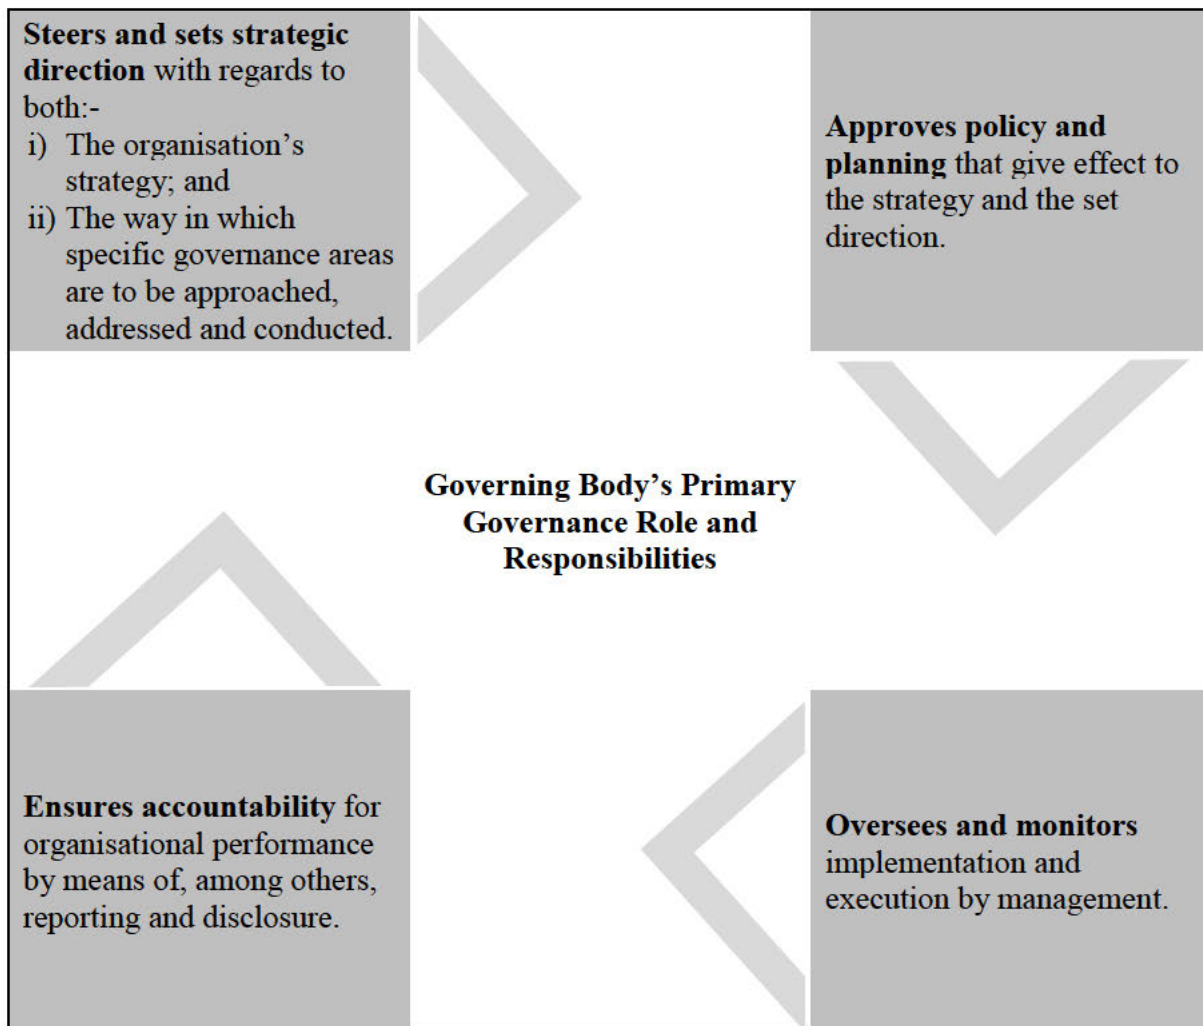 Steers and sets strategic
direction with regards to
both:-
i) The organisation’s
strategy; and
ii) The way in which
specific governance areas
are to be approached,
addressed and conducted.
Approves policy and
planning that give effect to
the strategy and the set
direction.
Governing Body’s Primary
Governance Role and
Responsibilities
Ensures accountability for
organisational performance
by means of, among others,
reporting and disclosure.
Oversees and monitors
implementation and
execution by management.